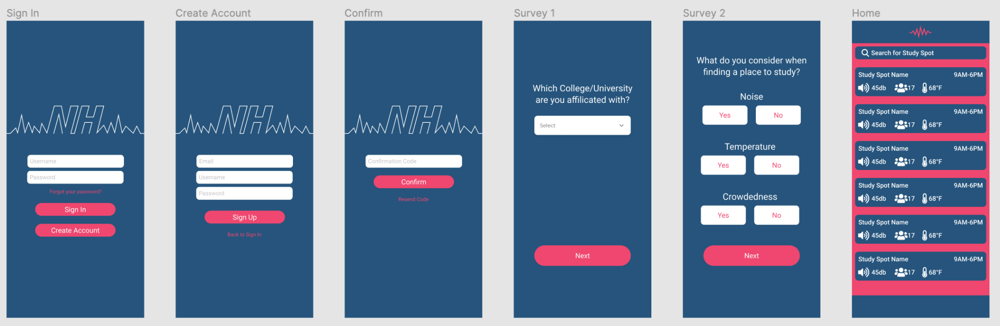 Sign In
NH
Username
Password
Forgot your password?
Sign In
Create Account
Create Account
NH
Email
Username
Password
Sign Up
Back to Sign In
Confirm
NH
Confirmation Code
Confirm
Resend Code
Survey 1
Which College/University
are you affilicated with?
Select
Next
Survey 2
What do you consider when
finding a place to study?
Noise
Yes No
Temperature
Yes No
Crowdedness
Yes No
Next
Home
Search for Study Spot
Study Spot Name 9AM-6PM
45db 17 68°F
Study Spot Name 9AM-6PM
45db 17 68°F
Study Spot Name 9AM-6PM
45db 17 68°F
Study Spot Name 9AM-6PM
45db 17 68°F
Study Spot Name 9AM-6PM
45db 17 68°F
Study Spot Name 9AM-6PM
45db 17 68°F